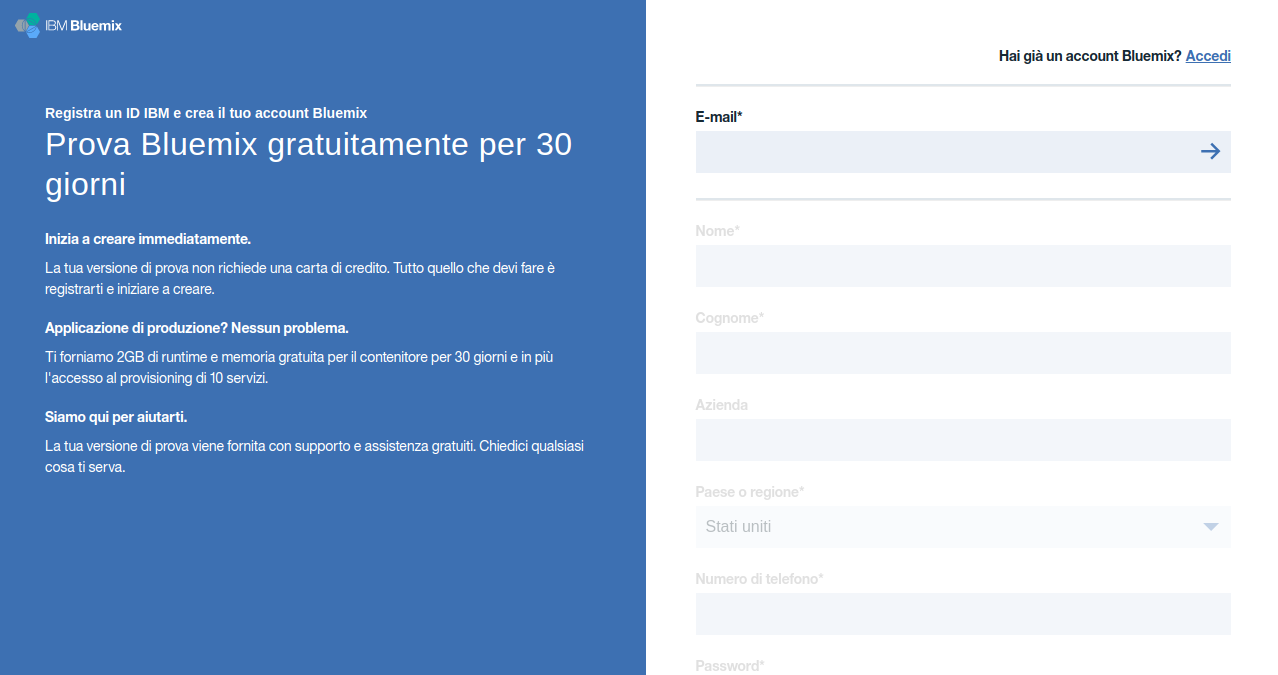 IBM Bluemix
Registra un ID IBM e crea il tuo account Bluemix
Prova Bluemix gratuitamente per 30
giorni
Inizia a creare immediatamente.
La tua versione di prova non richiede una carta di credito. Tutto quello che devi fare è
registrarti e iniziare a creare.
Applicazione di produzione? Nessun problema.
Ti forniamo 2GB di runtime e memoria gratuita per il contenitore per 30 giorni e in più
l'accesso al provisioning di 10 servizi.
Siamo qui per aiutarti.
La tua versione di prova viene fornita con supporto e assistenza gratuiti. Chiedici qualsiasi
cosa ti serva.
Hai già un account Bluemix? Accedi
E-mail*
Nome*
Cognome*
Azienda
Paese o regione*
Stati uniti
Numero di telefono*
Password*